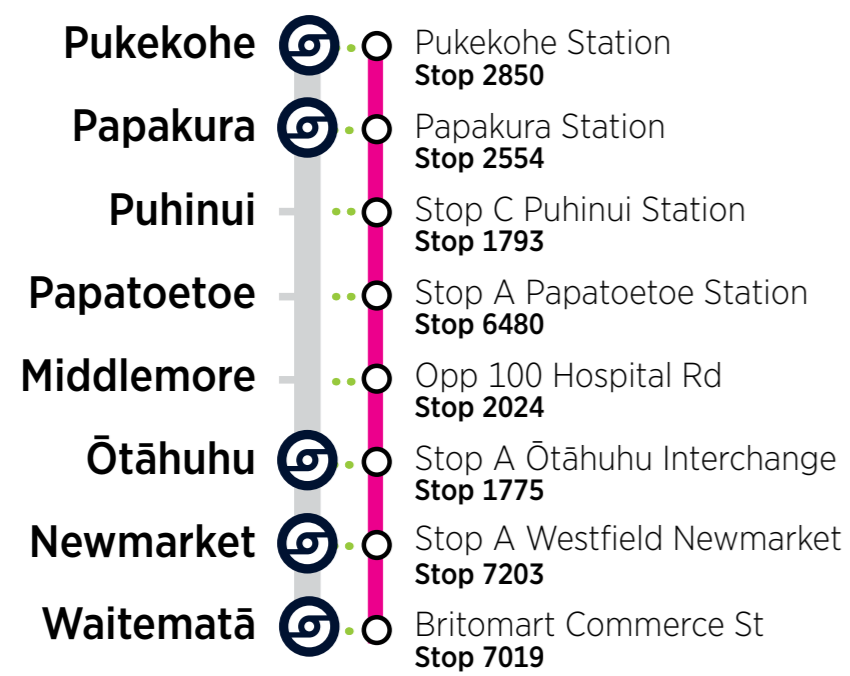 Pukekohe
Pukekohe Station
Stop 2850
Papakura
Papakura Station
Stop 2554
Puhinui
Stop C Puhinui Station
Stop 1793
Papatoetoe
Stop A Papatoetoe Station
Stop 6480
Middlemore
Opp 100 Hospital Rd
Stop 2024
Ōtāhuhu
Stop A Ōtāhuhu Interchange
Stop 1775
Newmarket
Stop A Westfield Newmarket
Stop 7203
Waitematā
Britomart Commerce St
Stop 7019